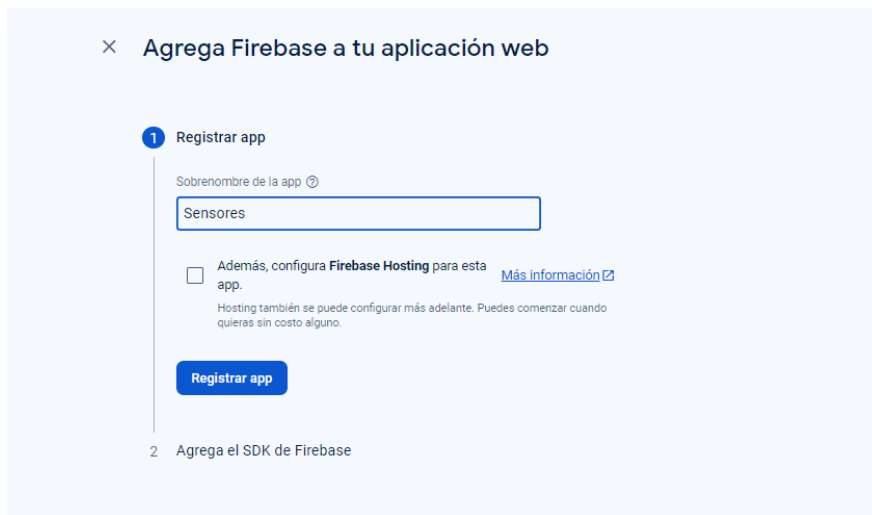 Agrega Firebase a tu aplicación web
1 Registrar app
Sobrenombre de la app
Sensores
Además, configura Firebase Hosting para esta
app.
Más información
Hosting también se puede configurar más adelante. Puedes comenzar cuando
quieras sin costo alguno.
Registrar app
2 Agrega el SDK de Firebase